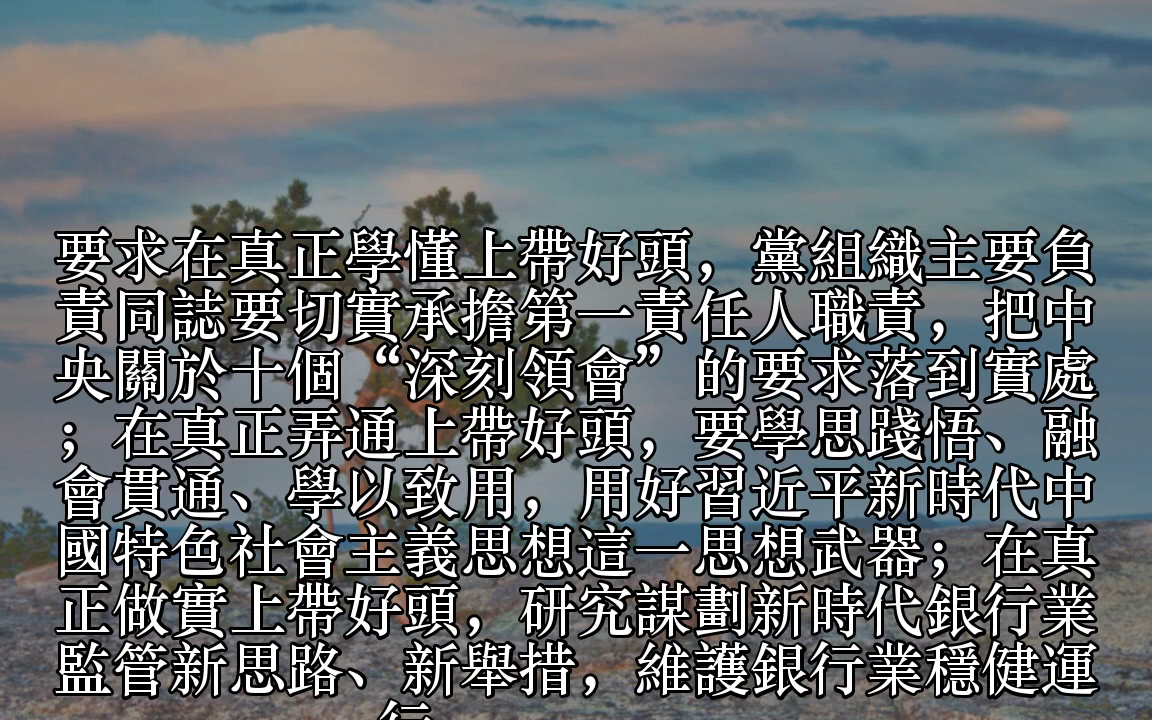 要求在真正學懂上帶好頭，黨組織主要負
責同誌要切實承擔第一責任人職責，把中
央關於十個“深刻領會”的要求落到實處
；在真正弄通上帶好頭，要學思踐悟、融
會貫通、學以致用，用好習近平新時代中
國特色社會主義思想這一思想武器；在真
正做實上帶好頭，研究謀劃新時代銀行業
監管新思路、新舉措，維護銀行業穩健運
行